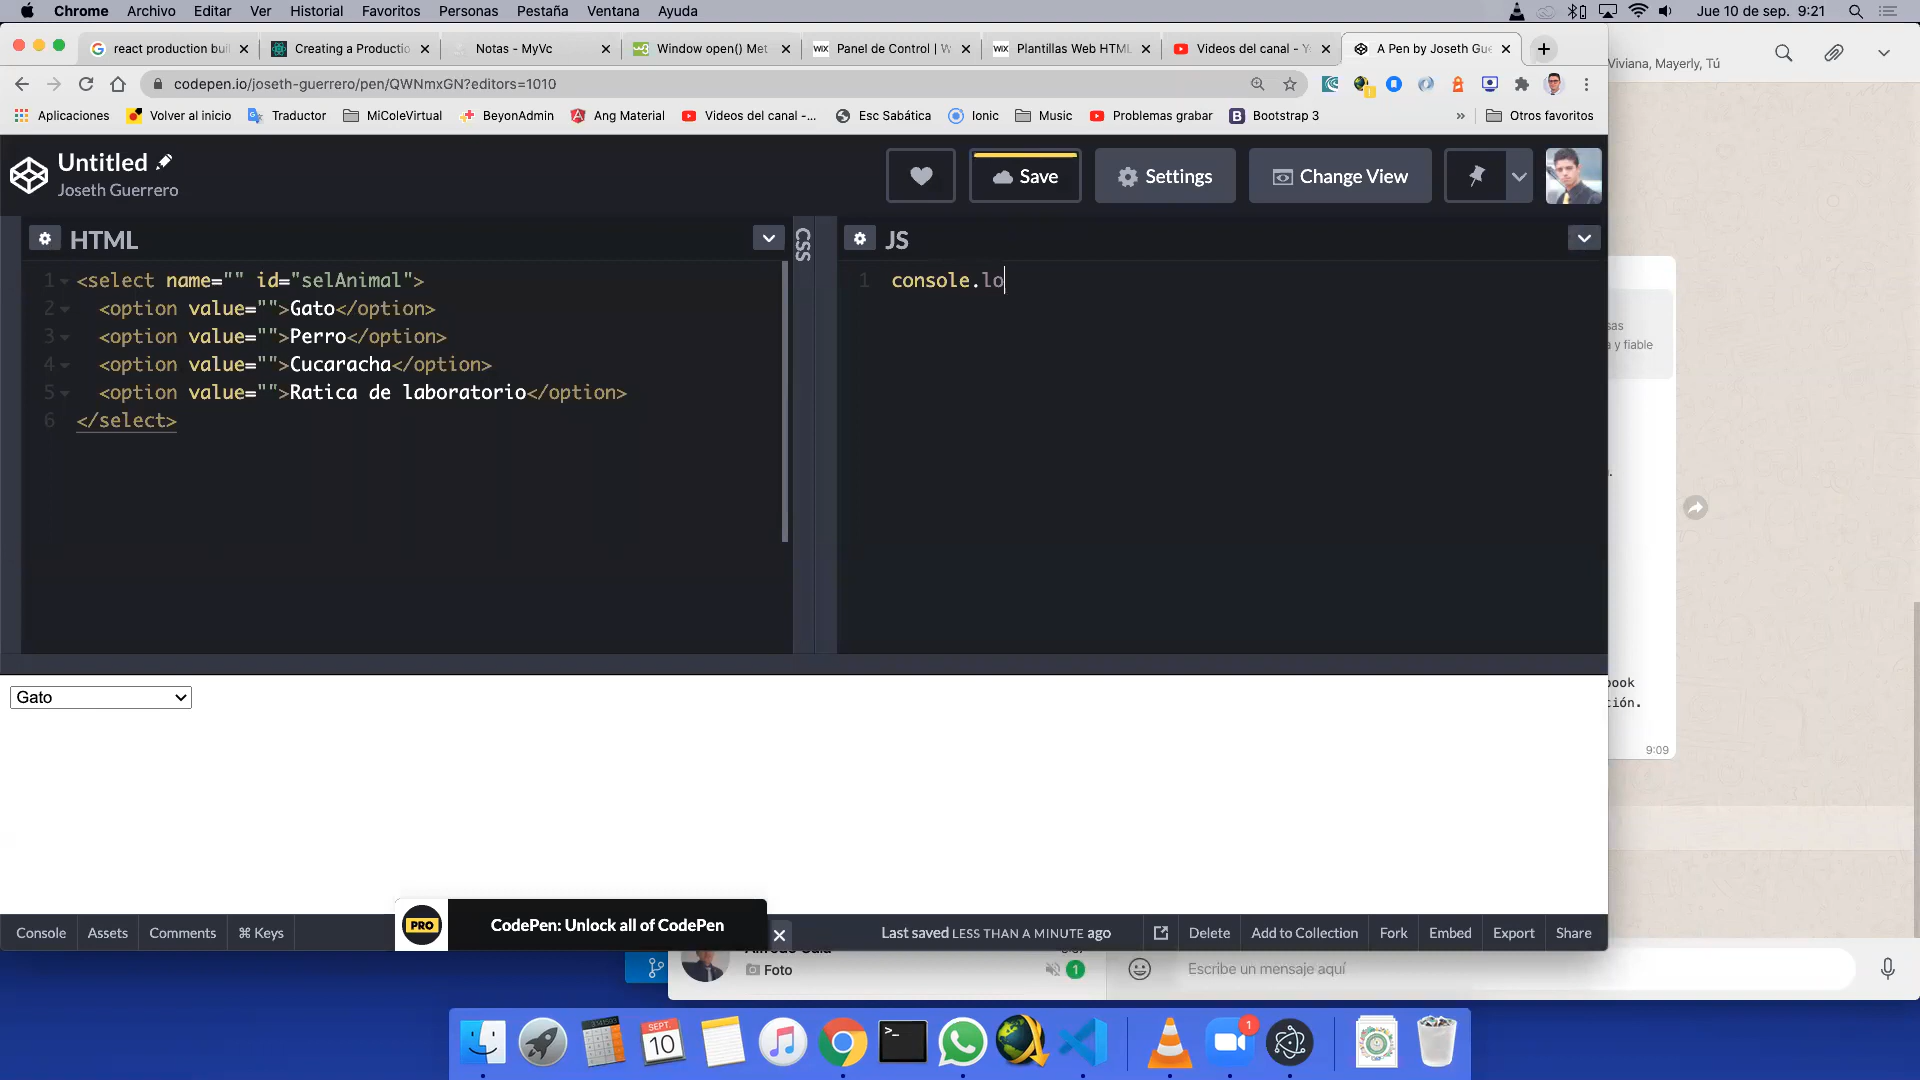 Chrome Archivo Editar Ver Historial Favoritos Personas Pestaña Ventana Ayuda Jue 10 de sep. 9:21
react production bui Creating a Productio Notas - MyVc Window open() Met Panel de Control | W Plantillas Web HTML Videos del canal - Y A Pen by Joseth Gue
Viviana, Mayerly, Tú
codepen.io/joseth-guerrero/pen/QWNmxGN?editors=1010
Aplicaciones Volver al inicio Traductor MiColeVirtual BeyonAdmin Ang Material Videos del canal -... Esc Sabática Ionic Music Problemas grabar Bootstrap 3 » Otros favoritos
Untitled
Joseth Guerrero
Save Settings Change View
HTML
CSS
JS
1 <select name="" id="selAnimal">
2 <option value="">Gato</option>
3 <option value="">Perro</option>
4 <option value="">Cucaracha</option>
5 <option value="">Ratica de laboratorio</option>
6 </select>
1 console.lo
sas
a y fiable
ook
ción.
9:09
Gato
PRO CodePen: Unlock all of CodePen
Console Assets Comments ⌘ Keys Last saved LESS THAN A MINUTE ago Delete Add to Collection Fork Embed Export Share
Foto 1 Escribe un mensaje aquí
SEPT.
10
1